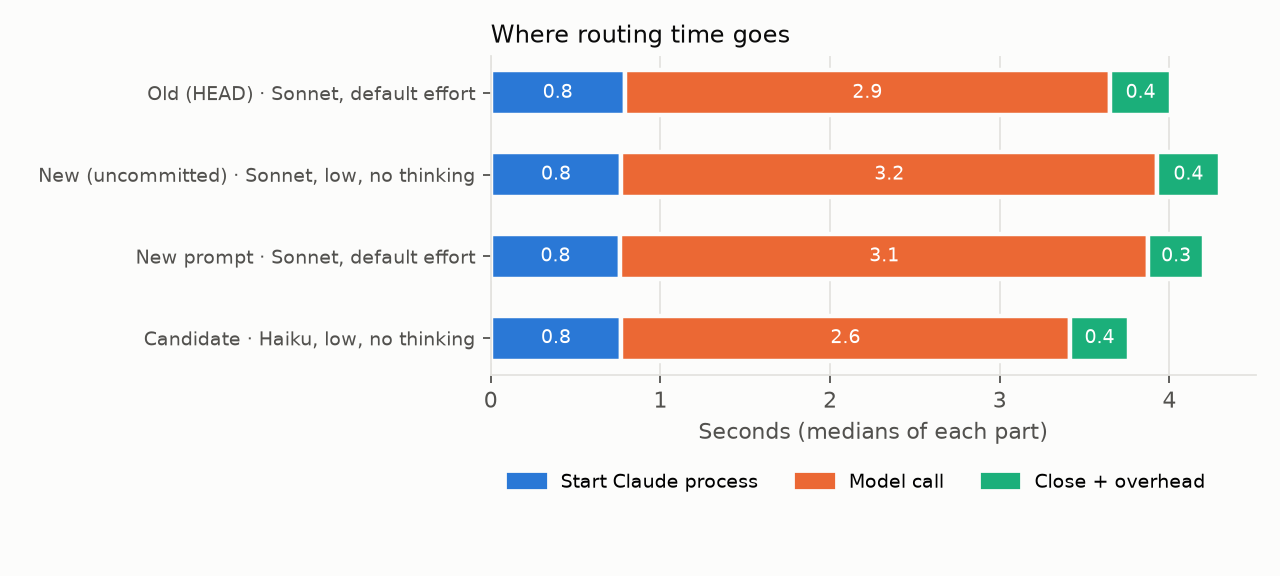 Where routing time goes
Old (HEAD) · Sonnet, default effort
0.8 2.9 0.4
New (uncommitted) · Sonnet, low, no thinking
0.8 3.2 0.4
New prompt · Sonnet, default effort
0.8 3.1 0.3
Candidate · Haiku, low, no thinking
0.8 2.6 0.4
0 1 2 3 4
Seconds (medians of each part)
Start Claude process Model call Close + overhead